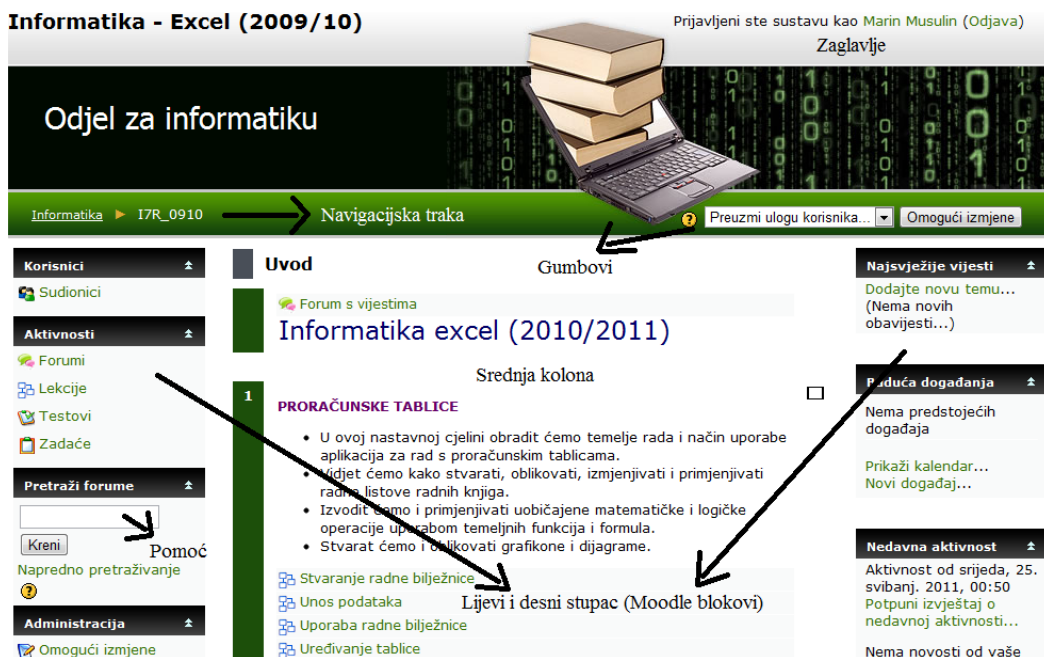 Informatika - Excel (2009/10)
Prijavljeni ste sustavu kao Marin Musulin (Odjava)
Zaglavlje
Odjel za informatiku
Informatika ► I7R_0910
Navigacijska traka
Preuzmi ulogu korisnika...
Omogući izmjene
Gumbovi
Korisnici
Sudionici
Aktivnosti
Forumi
Lekcije
Testovi
Zadaće
Pretraži forume
Kreni
Pomoć
Napredno pretraživanje
Administracija
Omogući izmjene
Uvod
Forum s vijestima
Informatika excel (2010/2011)
Srednja kolona
1
PRORAČUNSKE TABLICE
• U ovoj nastavnoj cjelini obradit ćemo temelje rada i način uporabe
aplikacija za rad s proračunskim tablicama.
• Vidjet ćemo kako stvarati, oblikovati, izmjenjivati i primjenjivati
radne listove radnih knjiga.
• Izvodit ćemo i primjenjivati uobičajene matematičke i logičke
operacije uporabom temeljnih funkcija i formula.
• Stvarat ćemo i oblikovati grafikone i dijagrame.
Stvaranje radne bilježnice
Unos podataka
Lijevi i desni stupac (Moodle blokovi)
Uporaba radne bilježnice
Uređivanje tablice
Najsvježije vijesti
Dodajte novu temu...
(Nema novih
obavijesti...)
Buduća događanja
Nema predstojećih
događaja
Prikaži kalendar...
Novi događaj...
Nedavna aktivnost
Aktivnost od srijeda, 25.
svibanj. 2011, 00:50
Potpuni izvještaj o
nedavnoj aktivnosti...
Nema novosti od vaše